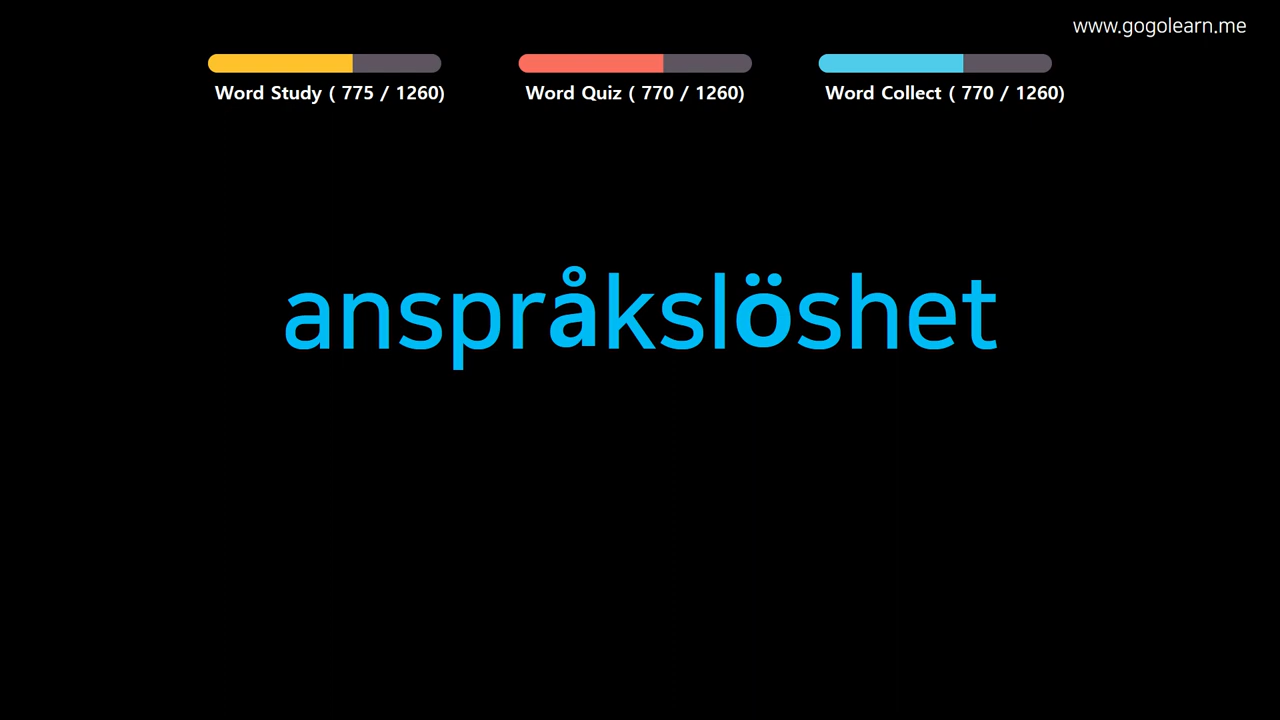 www.gogolearn.me
Word Study ( 775 / 1260)
Word Quiz ( 770 / 1260)
Word Collect ( 770 / 1260)
anspråkslöshet